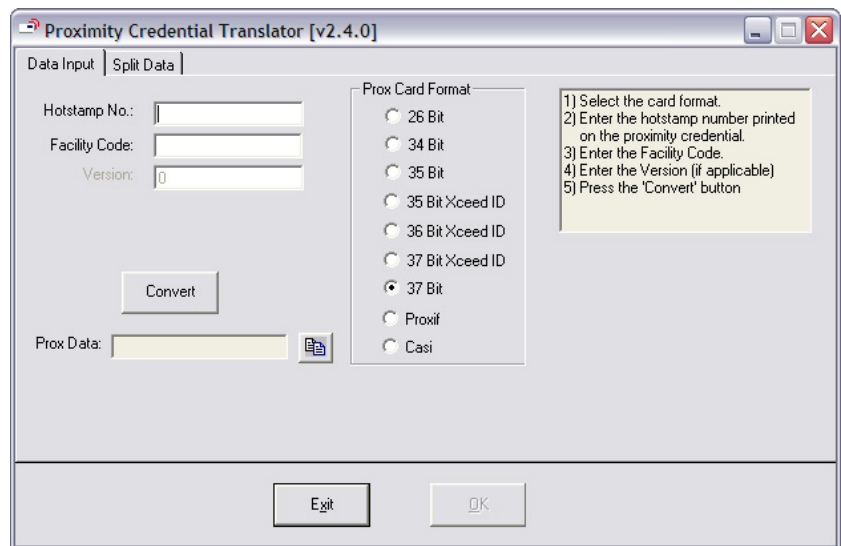 Proximity Credential Translator [v2.4.0]
Data Input
Split Data
Hotstamp No.:
Facility Code:
Version:
0
Convert
Prox Data:
Prox Card Format
26 Bit
34 Bit
35 Bit
35 Bit Xceed ID
36 Bit Xceed ID
37 Bit Xceed ID
37 Bit
Proxif
Casi
1) Select the card format.
2) Enter the hotstamp number printed
on the proximity credential.
3) Enter the Facility Code.
4) Enter the Version (if applicable)
5) Press the 'Convert' button
Exit
OK